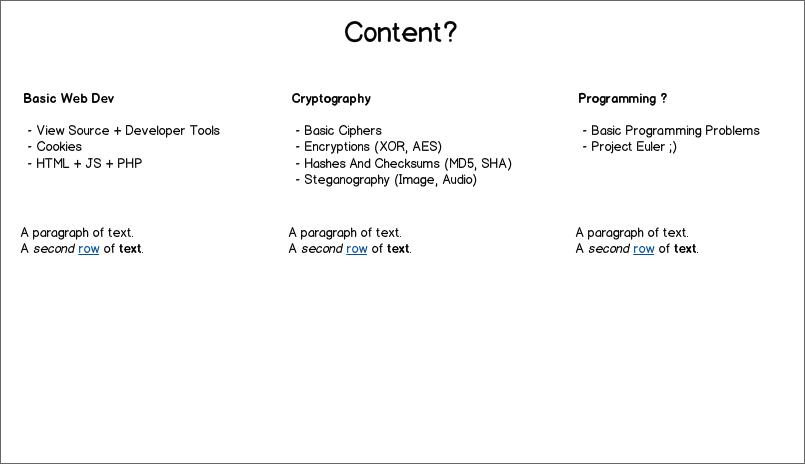 Content?
Basic Web Dev
- View Source + Developer Tools
- Cookies
- HTML + JS + PHP
A paragraph of text.
A second row of text.
Cryptography
- Basic Ciphers
- Encryptions (XOR, AES)
- Hashes And Checksums (MD5, SHA)
- Steganography (Image, Audio)
A paragraph of text.
A second row of text.
Programming ?
- Basic Programming Problems
- Project Euler ;)
A paragraph of text.
A second row of text.